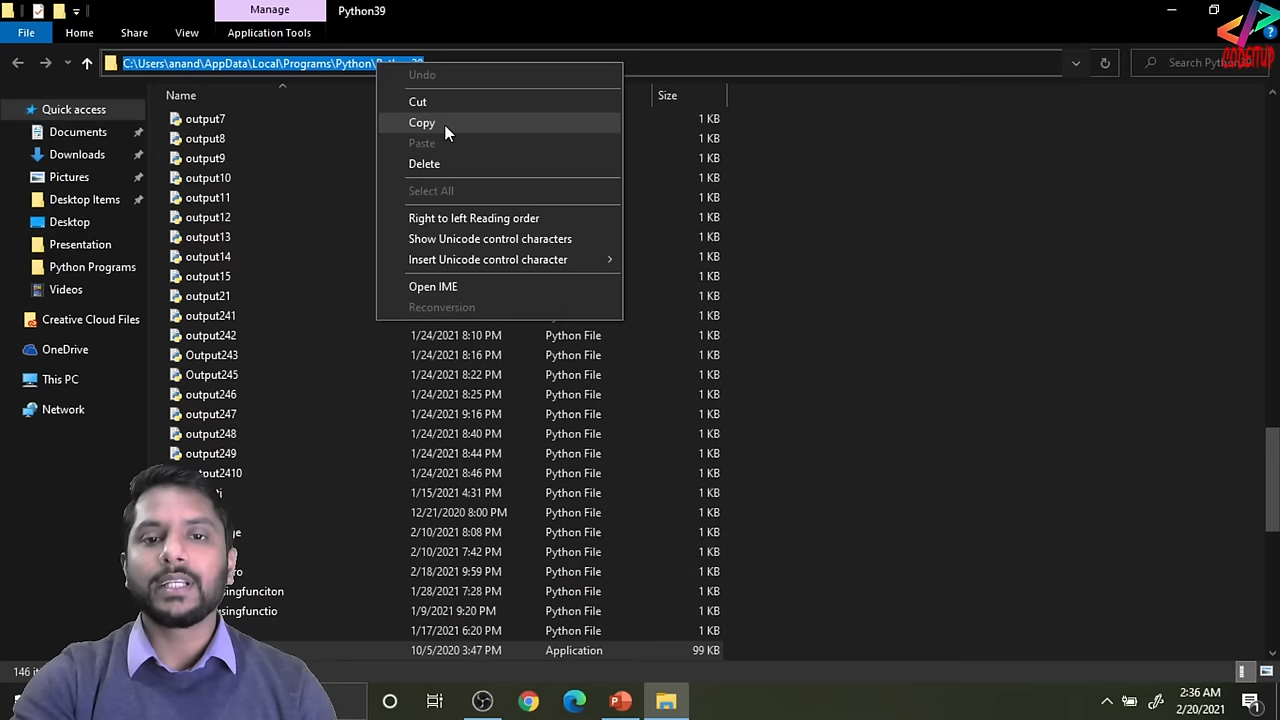 Manage
Python39
File
Home
Share
View
Application Tools
C:\Users\anand\AppData\Local\Programs\Python\Python39
Search Python39
CODEITUP
Name
Size
Quick access
Documents
Downloads
Pictures
Desktop Items
Desktop
Presentation
Python Programs
Videos
Creative Cloud Files
OneDrive
This PC
Network
Undo
Cut
Copy
Paste
Delete
Select All
Right to left Reading order
Show Unicode control characters
Insert Unicode control character
Open IME
Reconversion
output7 1 KB
output8 1 KB
output9 1 KB
output10 1 KB
output11 1 KB
output12 1 KB
output13 1 KB
output14 1 KB
output15 1 KB
output21 1 KB
output241 Python File 1 KB
output242 1/24/2021 8:10 PM Python File 1 KB
Output243 1/24/2021 8:16 PM Python File 1 KB
Output245 1/24/2021 8:22 PM Python File 1 KB
output246 1/24/2021 8:25 PM Python File 1 KB
output247 1/24/2021 9:16 PM Python File 1 KB
output248 1/24/2021 8:40 PM Python File 1 KB
output249 1/24/2021 8:44 PM Python File 1 KB
put2410 1/24/2021 8:46 PM Python File 1 KB
1/15/2021 4:31 PM Python File 1 KB
12/21/2020 8:00 PM Python File 1 KB
2/10/2021 8:08 PM Python File 1 KB
2/10/2021 7:42 PM Python File 1 KB
2/18/2021 9:59 PM Python File 1 KB
singfunciton 1/28/2021 7:28 PM Python File 1 KB
singfunctio 1/9/2021 9:20 PM Python File 1 KB
1/17/2021 6:20 PM Python File 1 KB
10/5/2020 3:47 PM Application 99 KB
146
2:36 AM
2/20/2021